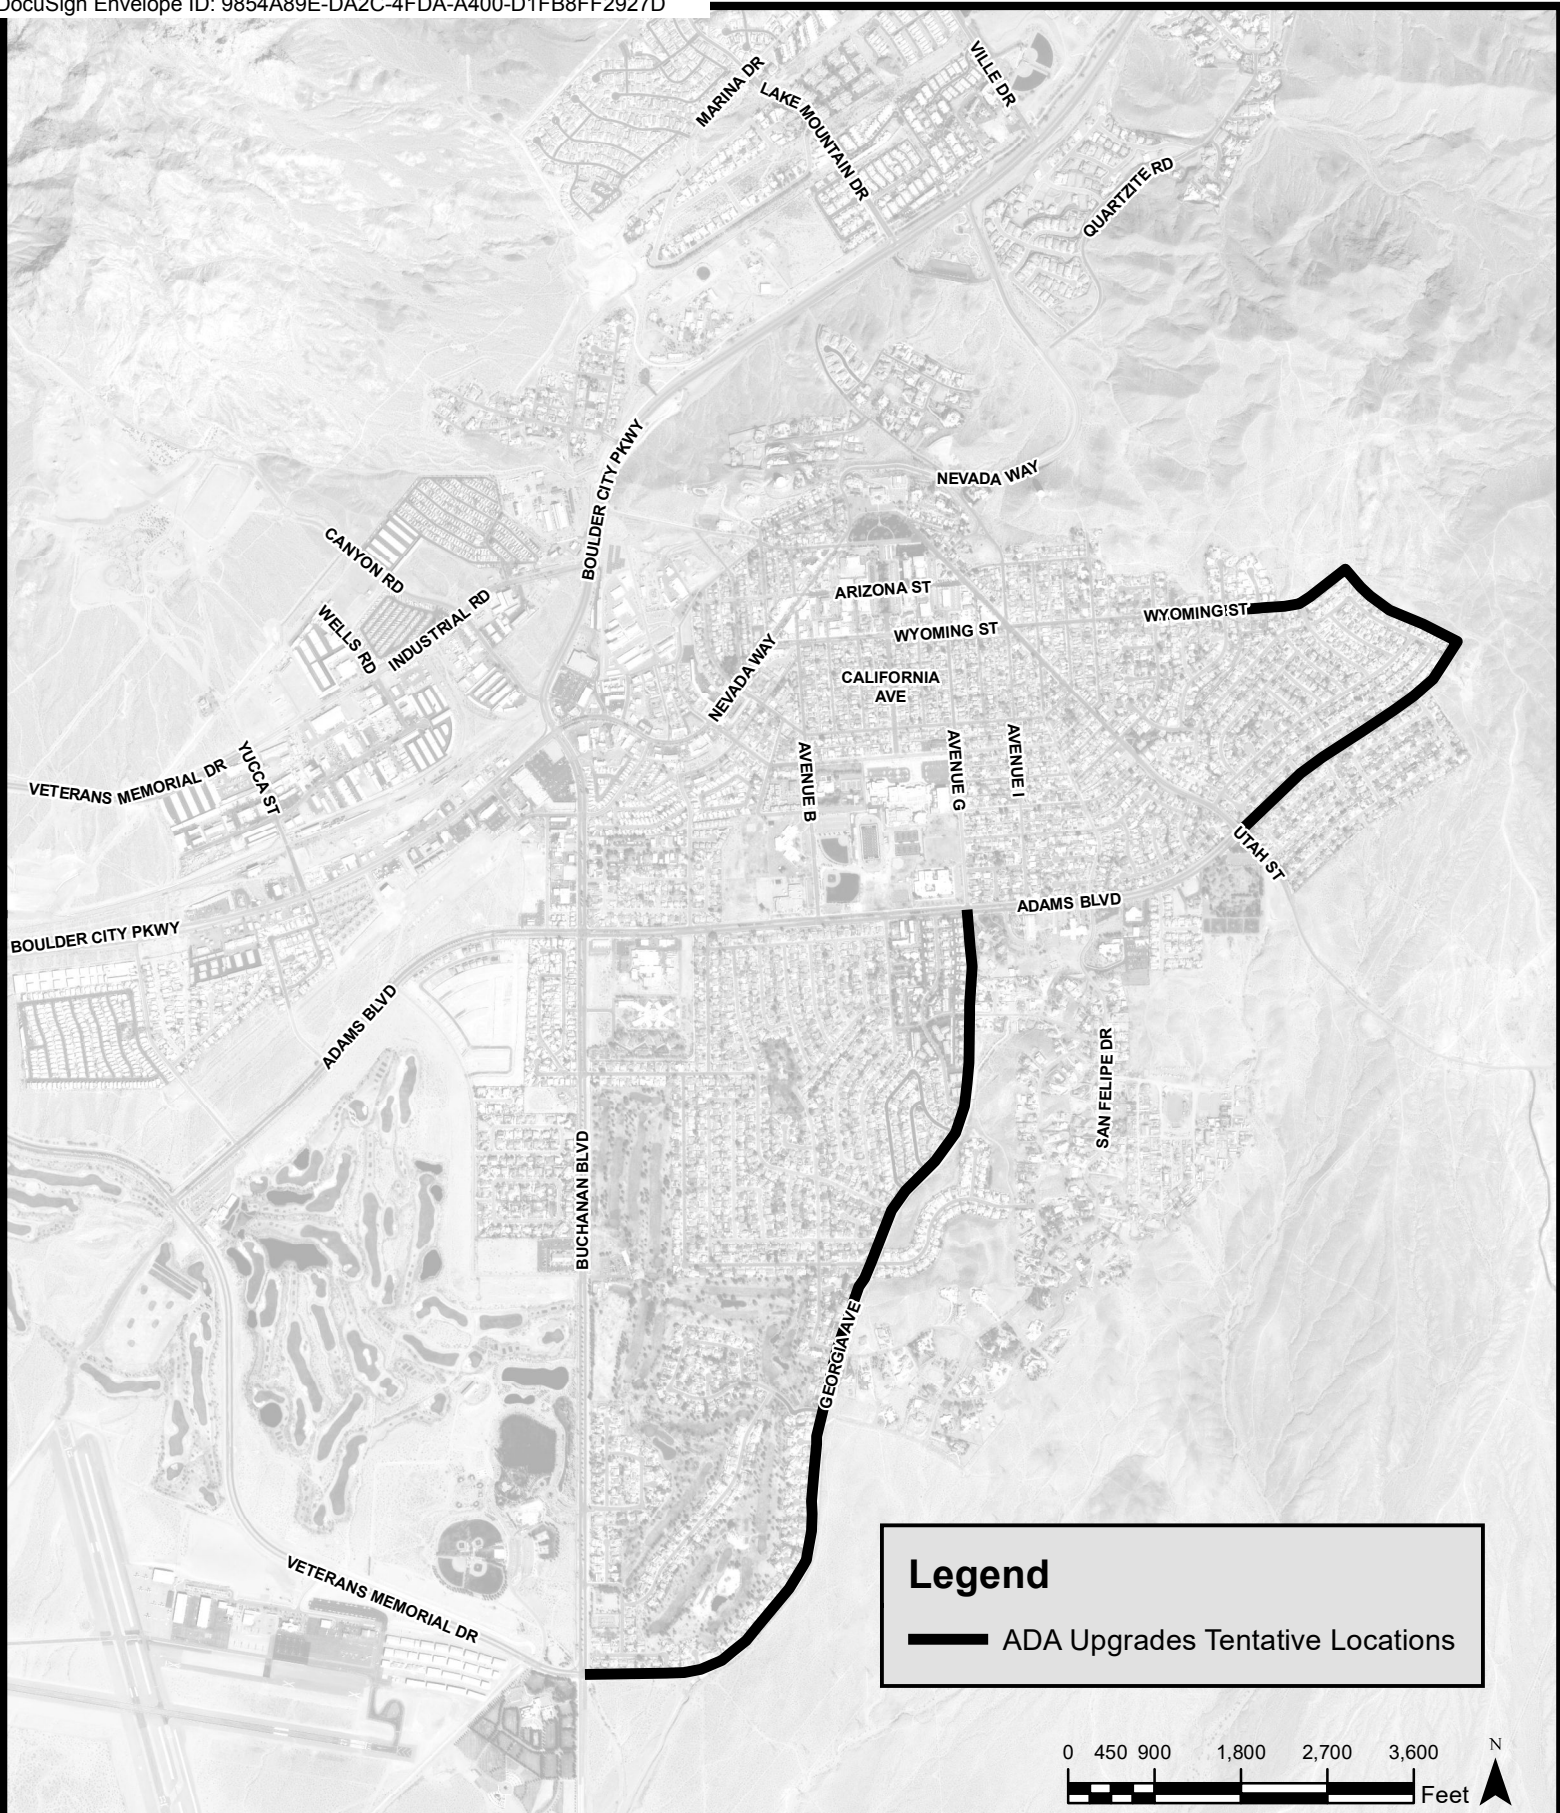 DocuSign Envelope ID: 9854A89E-DA2C-4FDA-A400-D1FB8FF2927D
VILLE DR
MARINA DR
LAKE MOUNTAIN DR
QUARTZITE RD
BOULDER CITY PKWY
NEVADA WAY
CANYON RD
ARIZONA ST
INDUSTRIAL RD
WYOMING ST
WYOMING ST
WELLS RD
NEVADA WAY
CALIFORNIA
AVE
VETERANS MEMORIAL DR
YUCCA ST
AVENUE B
AVENUE G
AVENUE I
UTAH ST
ADAMS BLVD
BOULDER CITY PKWY
ADAMS BLVD
SAN FELIPE DR
BUCHANAN BLVD
GEORGIA AVE
VETERANS MEMORIAL DR
Legend
ADA Upgrades Tentative Locations
0 450 900 1,800 2,700 3,600
Feet
N